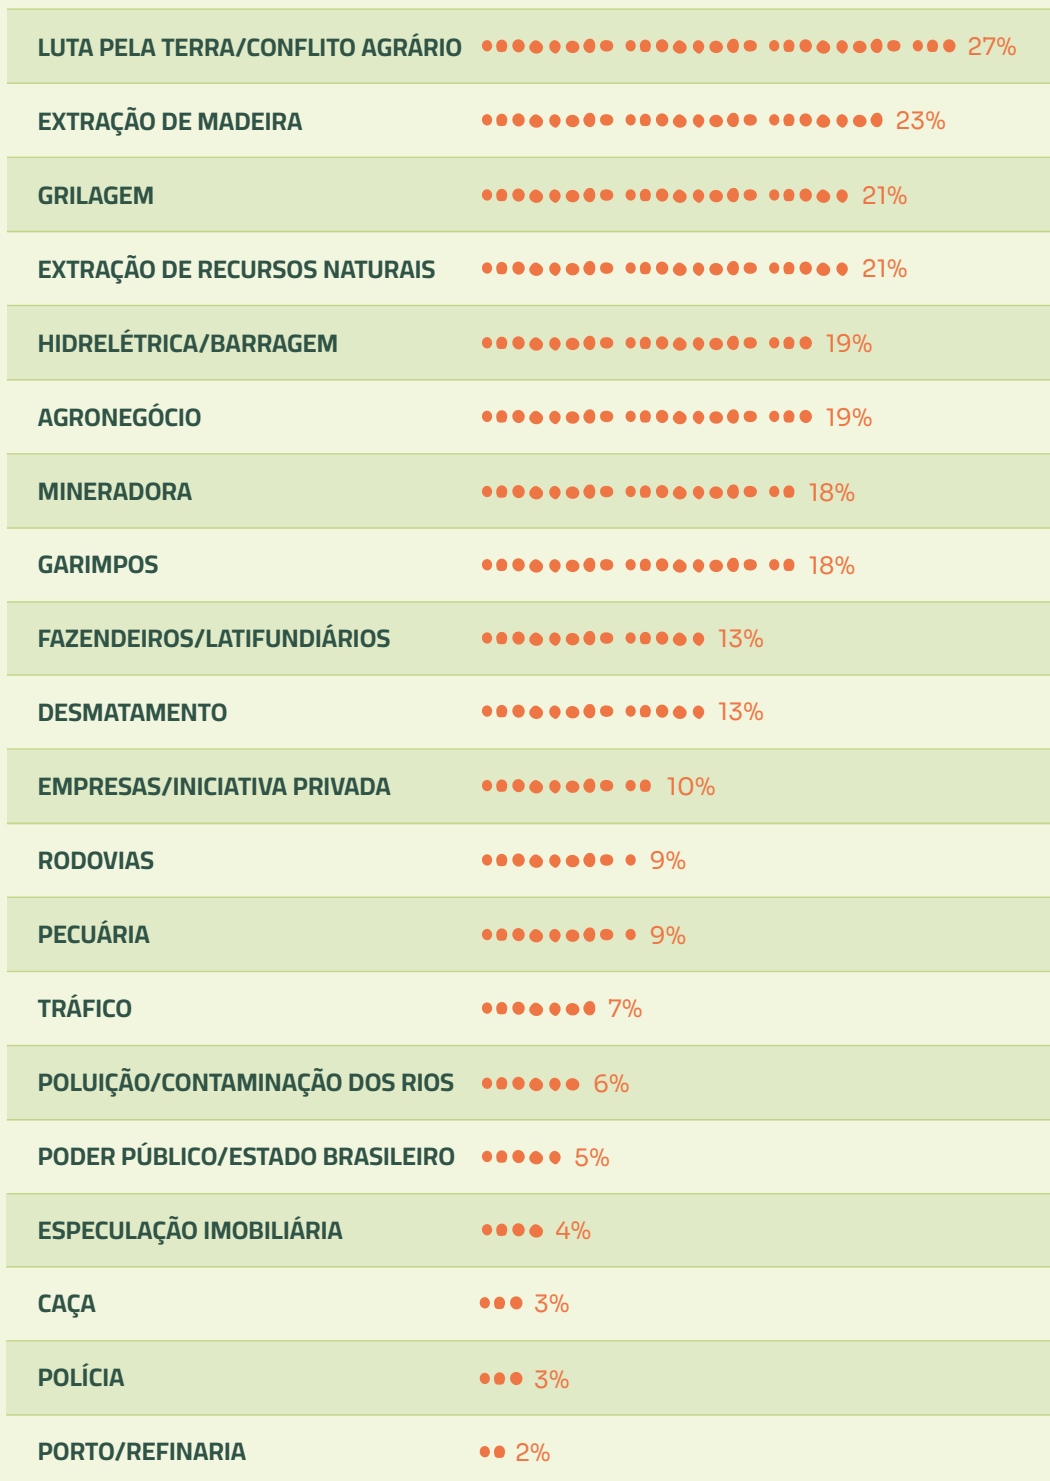 LUTA PELA TERRA/CONFLITO AGRÁRIO 27%
EXTRAÇÃO DE MADEIRA 23%
GRILAGEM 21%
EXTRAÇÃO DE RECURSOS NATURAIS 21%
HIDRELÉTRICA/BARRAGEM 19%
AGRONEGÓCIO 19%
MINERADORA 18%
GARIMPOS 18%
FAZENDEIROS/LATIFUNDIÁRIOS 13%
DESMATAMENTO 13%
EMPRESAS/INICIATIVA PRIVADA 10%
RODOVIAS 9%
PECUÁRIA 9%
TRÁFICO 7%
POLUIÇÃO/CONTAMINAÇÃO DOS RIOS 6%
PODER PÚBLICO/ESTADO BRASILEIRO 5%
ESPECULAÇÃO IMOBILIÁRIA 4%
CAÇA 3%
POLÍCIA 3%
PORTO/REFINARIA 2%